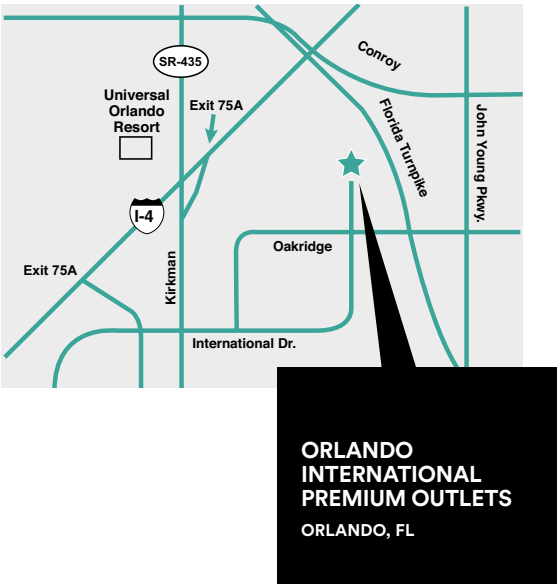 Conroy
SR-435
Universal
Orlando
Resort
Exit 75A
Florida Turnpike
John Young Pkwy.
I-4
Oakridge
Exit 75A
Kirkman
International Dr.
ORLANDO
INTERNATIONAL
PREMIUM OUTLETS
ORLANDO, FL